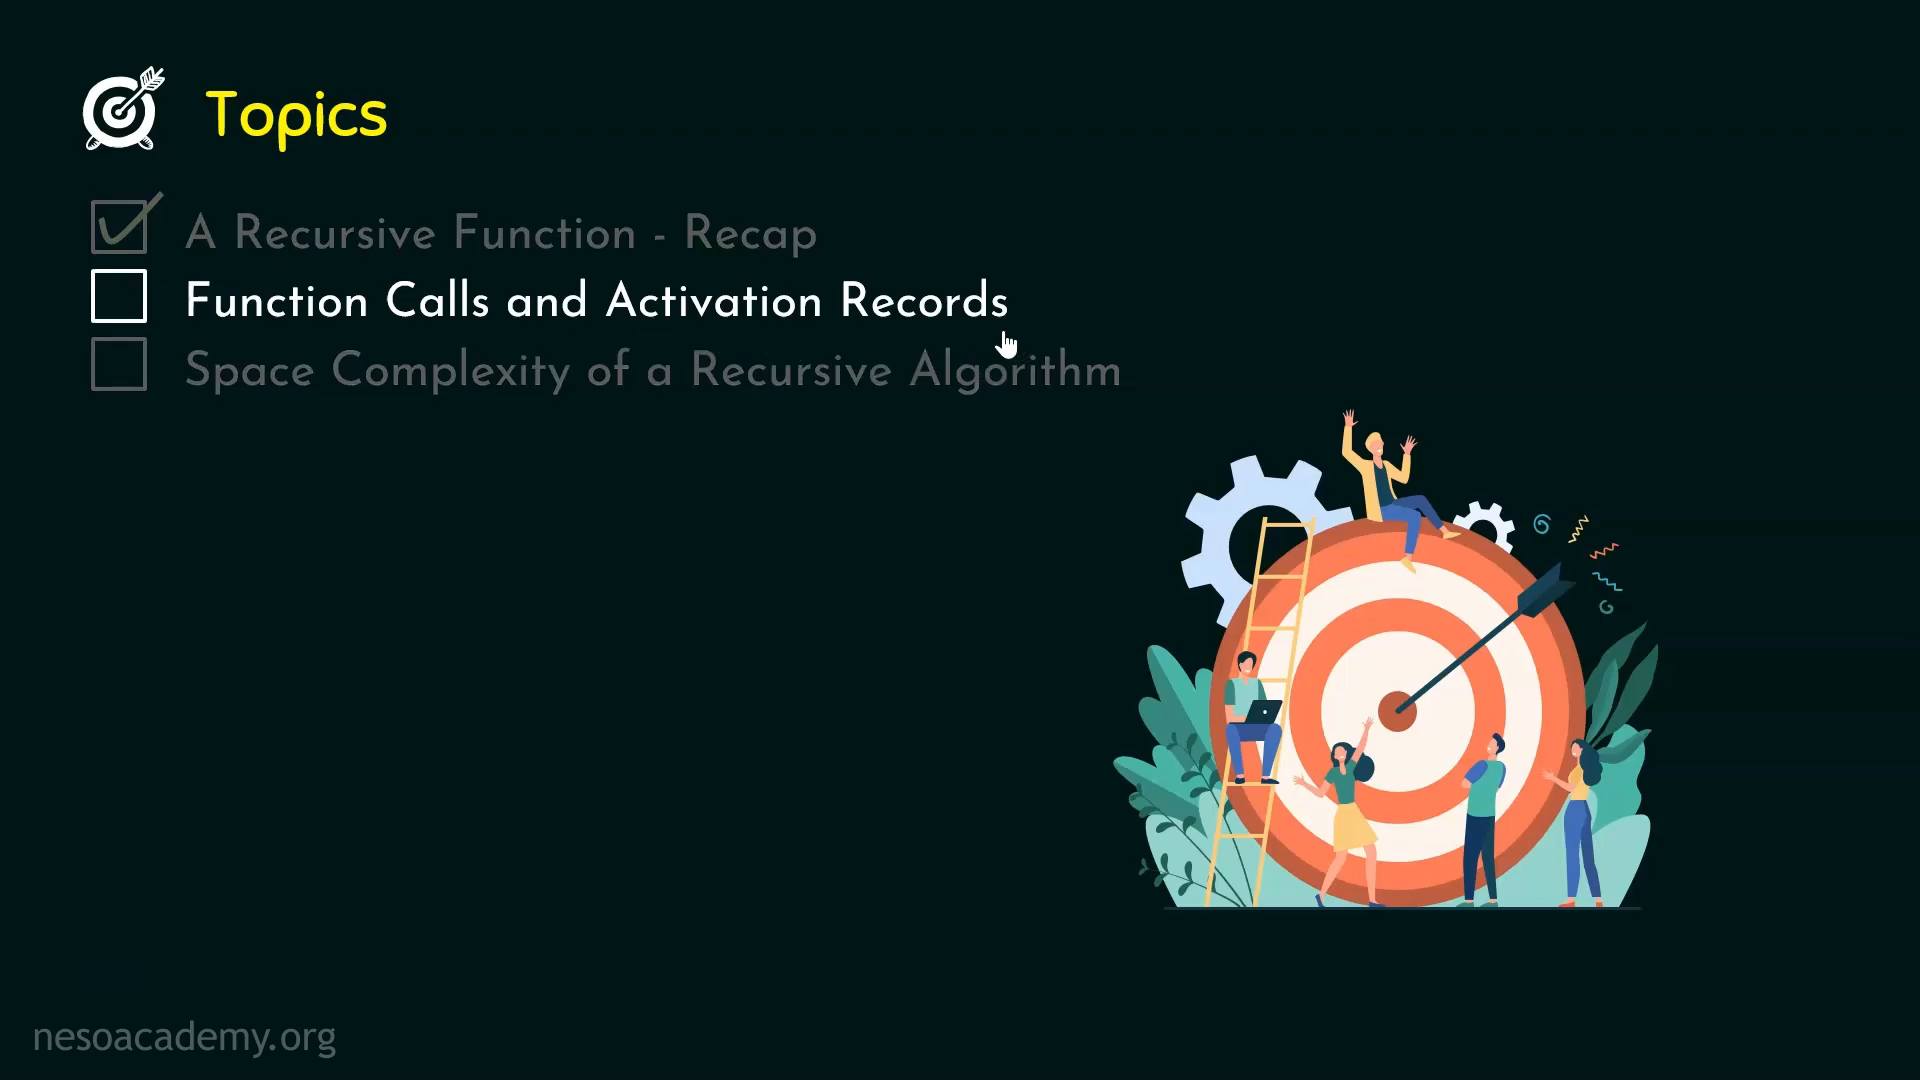 Topics
A Recursive Function - Recap
Function Calls and Activation Records
Space Complexity of a Recursive Algorithm
nesoacademy.org